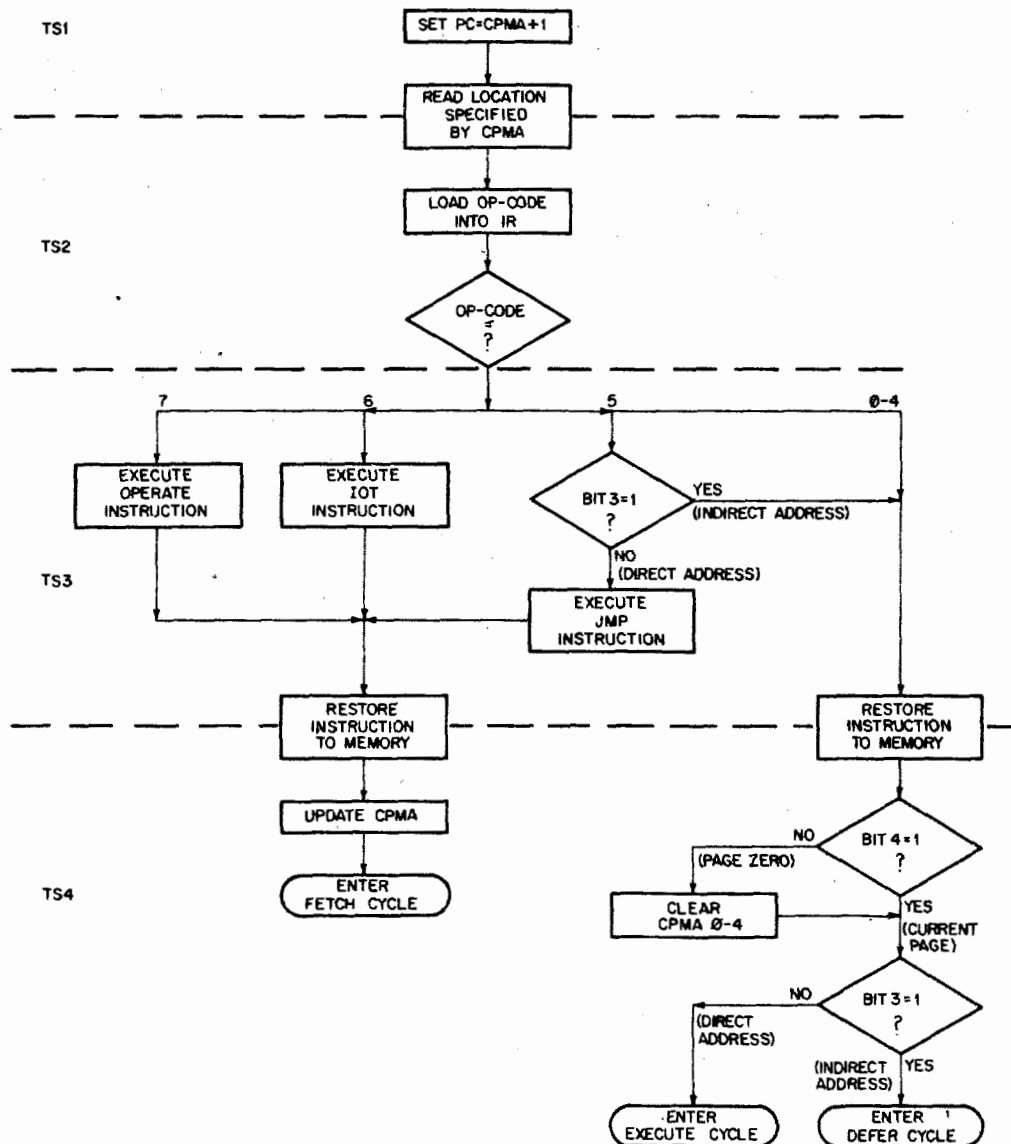 TS1
SET PC=CPMA+1
READ LOCATION
SPECIFIED
BY CPMA
LOAD OP-CODE
INTO IR
TS2
OP-CODE
=
?
7
6
5
0-4
EXECUTE
OPERATE
INSTRUCTION
EXECUTE
IOT
INSTRUCTION
BIT 3=1
?
YES
(INDIRECT ADDRESS)
NO
(DIRECT ADDRESS)
TS3
EXECUTE
JMP
INSTRUCTION
RESTORE
INSTRUCTION
TO MEMORY
RESTORE
INSTRUCTION
TO MEMORY
UPDATE CPMA
BIT 4=1
?
NO
(PAGE ZERO)
TS4
ENTER
FETCH CYCLE
CLEAR
CPMA 0-4
YES
(CURRENT
PAGE)
BIT 3=1
?
NO
(DIRECT
ADDRESS)
(INDIRECT
ADDRESS)
YES
ENTER
EXECUTE CYCLE
ENTER
DEFER CYCLE